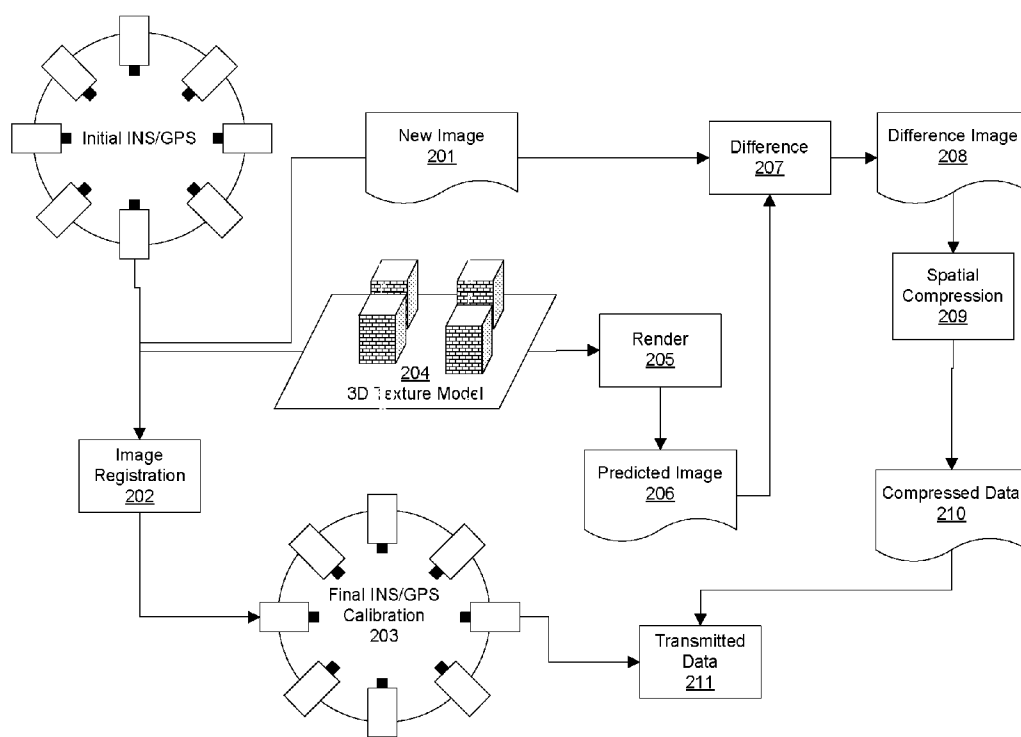 Initial INS/GPS
New Image
201
Difference
207
Difference Image
208
Spatial
Compression
209
204
3D Texture Model
Render
205
Image
Registration
202
Predicted Image
206
Compressed Data
210
Final INS/GPS
Calibration
203
Transmitted
Data
211